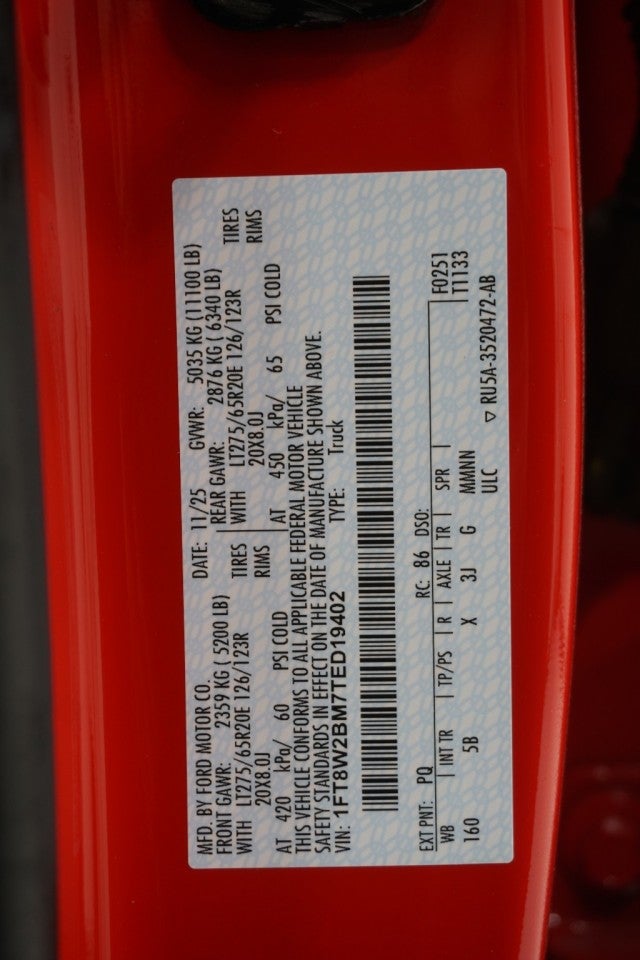 MFD. BY FORD MOTOR CO.
DATE: 11/25 GVWR: 5035 KG (11100 LB)
FRONT GAWR: 2359 KG ( 5200 LB) REAR GAWR: 2876 KG ( 6340 LB)
WITH LT275/65R20E 126/123R TIRES WITH LT275/65R20E 126/123R TIRES
20X8.0J RIMS 20X8.0J RIMS
AT 420 kPa/ 60 PSI COLD AT 450 kPa/ 65 PSI COLD
THIS VEHICLE CONFORMS TO ALL APPLICABLE FEDERAL MOTOR VEHICLE
SAFETY STANDARDS IN EFFECT ON THE DATE OF MANUFACTURE SHOWN ABOVE.
VIN: 1FT8W2BM7TED19402 TYPE: Truck
EXT PNT: PQ RC: 86 DSO: F0251
WB | INT TR | TP/PS | R | AXLE | TR | SPR | T1133
160 5B X 3J G MMNNN
ULC ▽ RU5A-3520472-AB